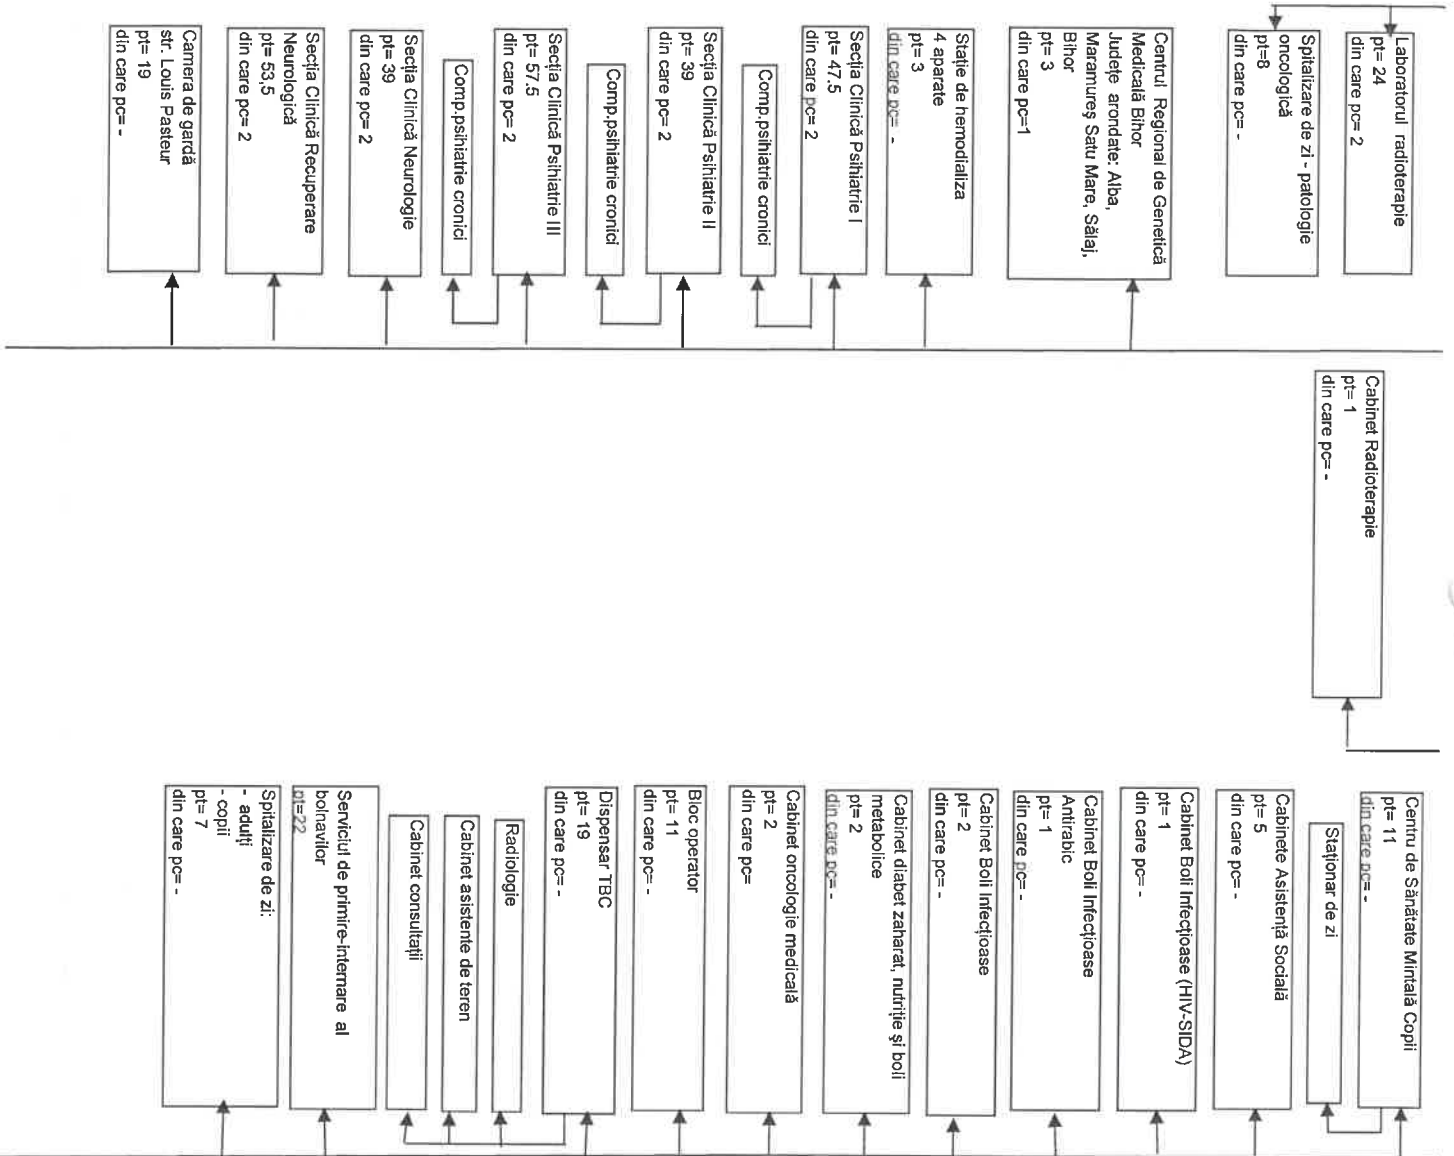 Laboratorul radioterapie
pt= 24
din care pc= 2
Spitalizare de zi - patologie
oncologică
pt=8
din care pc= -
Centrul Regional de Genetică
Medicală Bihor
Județe arondate: Alba,
Maramureș Satu Mare, Sălaj,
Bihor
pt= 3
din care pc=1
Stație de hemodializa
4 aparate
pt= 3
din care pc= -
Secția Clinică Psihiatrie I
pt= 47.5
din care pc= 2
Comp.psihiatrie cronici
Secția Clinică Psihiatrie II
pt= 39
din care pc= 2
Comp.psihiatrie cronici
Secția Clinică Psihiatrie III
pt= 57.5
din care pc= 2
Comp.psihiatrie cronici
Secția Clinică Neurologie
pt= 39
din care pc= 2
Secția Clinică Recuperare
Neurologică
pt= 53,5
din care pc= 2
Camera de gardă
str. Louis Pasteur
pt= 19
din care pc= -
Cabinet Radioterapie
pt= 1
din care pc= -
Centru de Sănătate Mintală Copii
pt= 11
din care pc= -
Staționar de zi
Cabinete Asistență Socială
pt= 5
din care pc= -
Cabinet Boli Infecțioase (HIV-SIDA)
pt= 1
din care pc= -
Cabinet Boli Infecțioase
Antirabic
pt= 1
din care pc= -
Cabinet Boli Infecțioase
pt= 2
din care pc= -
Cabinet diabet zaharat, nutriție și boli
metabolice
pt= 2
din care pc= -
Cabinet oncologie medicală
pt= 2
din care pc=
Bloc operator
pt= 11
din care pc= -
Dispensar TBC
pt= 19
din care pc= -
Radiologie
Cabinet asistente de teren
Cabinet consultații
Serviciul de primire-internare al
bolnavilor
pt=22
Spitalizare de zi:
- adulți
- copii
pt= 7
din care pc= -